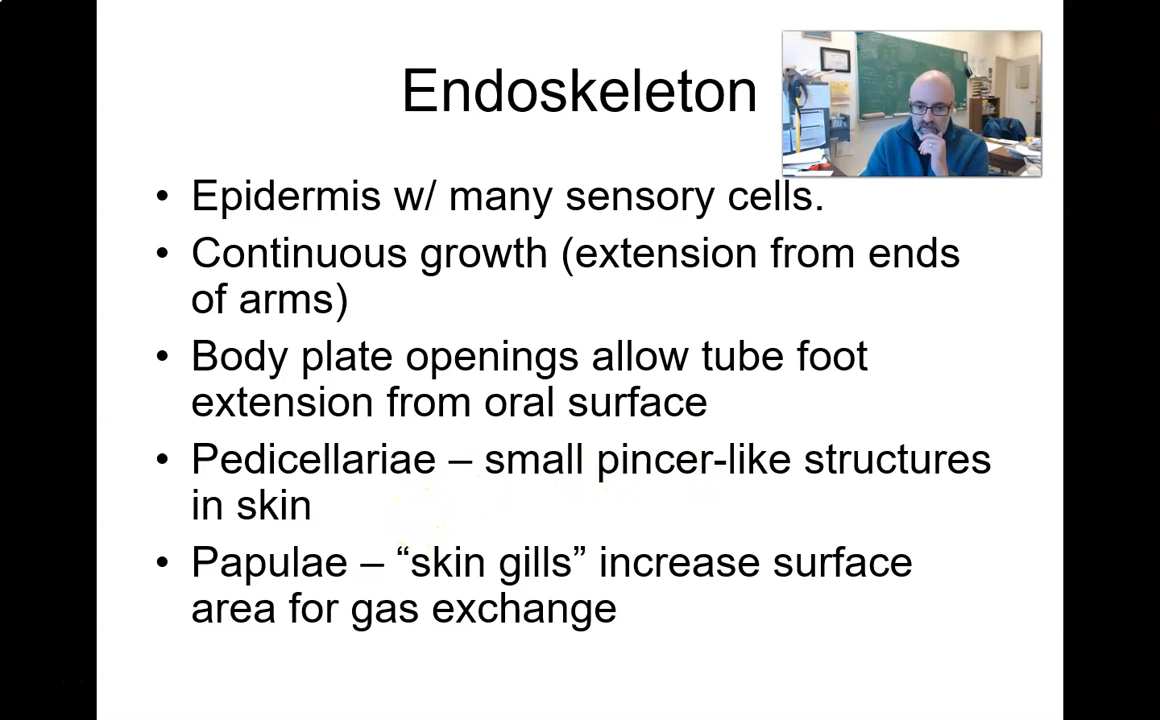 Endoskeleton
• Epidermis w/ many sensory cells.
• Continuous growth (extension from ends
of arms)
• Body plate openings allow tube foot
extension from oral surface
• Pedicellariae – small pincer-like structures
in skin
• Papulae – “skin gills” increase surface
area for gas exchange